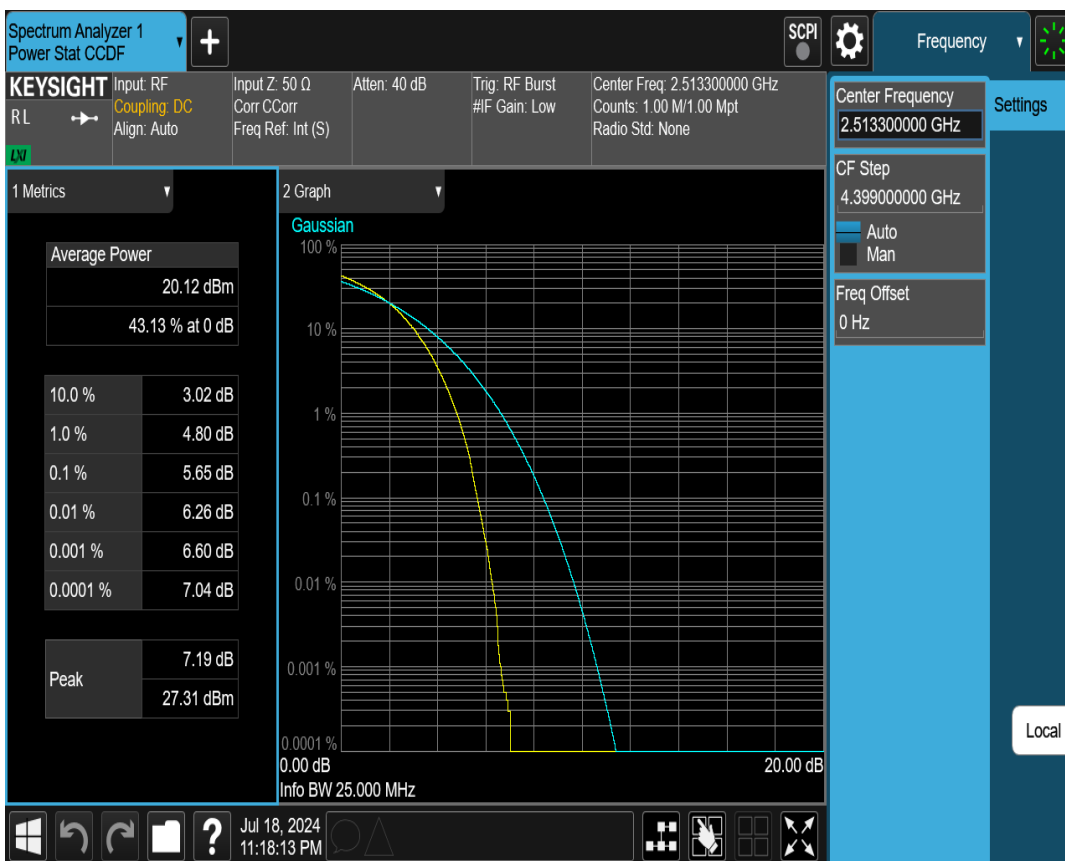 Spectrum Analyzer 1
Power Stat CCDF
SCPI
Frequency
KEYSIGHT
RL
LXI
Input: RF
Coupling: DC
Align: Auto
Input Z: 50 Ω
Corr CCorr
Freq Ref: Int (S)
Atten: 40 dB
Trig: RF Burst
#IF Gain: Low
Center Freq: 2.513300000 GHz
Counts: 1.00 M/1.00 Mpt
Radio Std: None
Center Frequency
2.513300000 GHz
Settings
CF Step
4.399000000 GHz
Auto
Man
Freq Offset
0 Hz
1 Metrics
Average Power
20.12 dBm
43.13 % at 0 dB
10.0 % 3.02 dB
1.0 % 4.80 dB
0.1 % 5.65 dB
0.01 % 6.26 dB
0.001 % 6.60 dB
0.0001 % 7.04 dB
Peak
7.19 dB
27.31 dBm
2 Graph
Gaussian
100 %
10 %
1 %
0.1 %
0.01 %
0.001 %
0.0001 %
0.00 dB 20.00 dB
Info BW 25.000 MHz
Local
?
Jul 18, 2024
11:18:13 PM